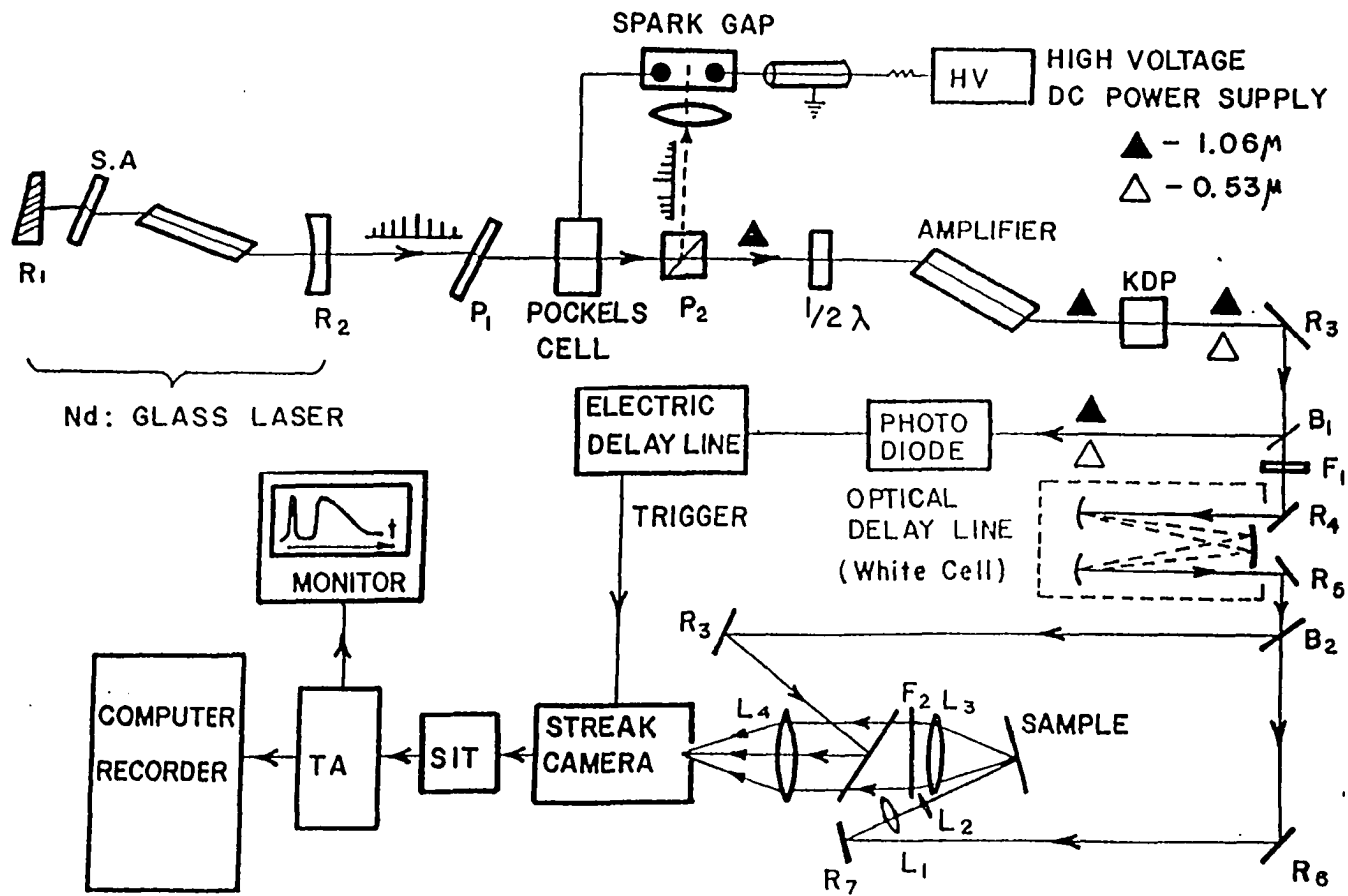 SPARK GAP
HV
HIGH VOLTAGE
DC POWER SUPPLY
▲ - 1.06μ
△ - 0.53μ
S.A
R1
R2
P1
POCKELS
CELL
P2
1/2 λ
AMPLIFIER
KDP
R3
Nd: GLASS LASER
ELECTRIC
DELAY LINE
PHOTO
DIODE
B1
F1
TRIGGER
OPTICAL
DELAY LINE
(White Cell)
R4
R5
t
MONITOR
R3
B2
COMPUTER
RECORDER
TA
SIT
STREAK
CAMERA
L4
F2
L3
SAMPLE
L2
L1
R7
R6